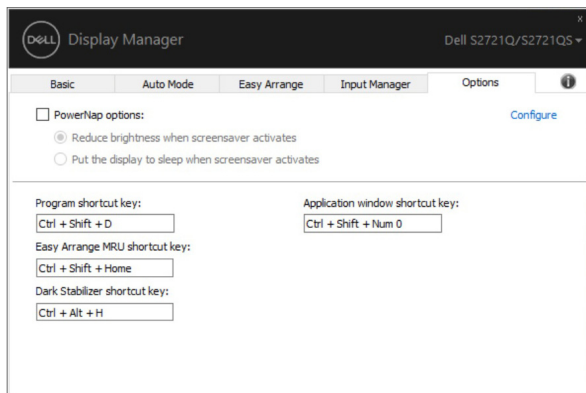 x
DELL Display Manager Dell S2721Q/S2721QS
Basic Auto Mode Easy Arrange Input Manager Options i
PowerNap options: Configure
Reduce brightness when screensaver activates
Put the display to sleep when screensaver activates
Program shortcut key: Application window shortcut key:
Ctrl + Shift + D Ctrl + Shift + Num 0
Easy Arrange MRU shortcut key:
Ctrl + Shift + Home
Dark Stabilizer shortcut key:
Ctrl + Alt + H